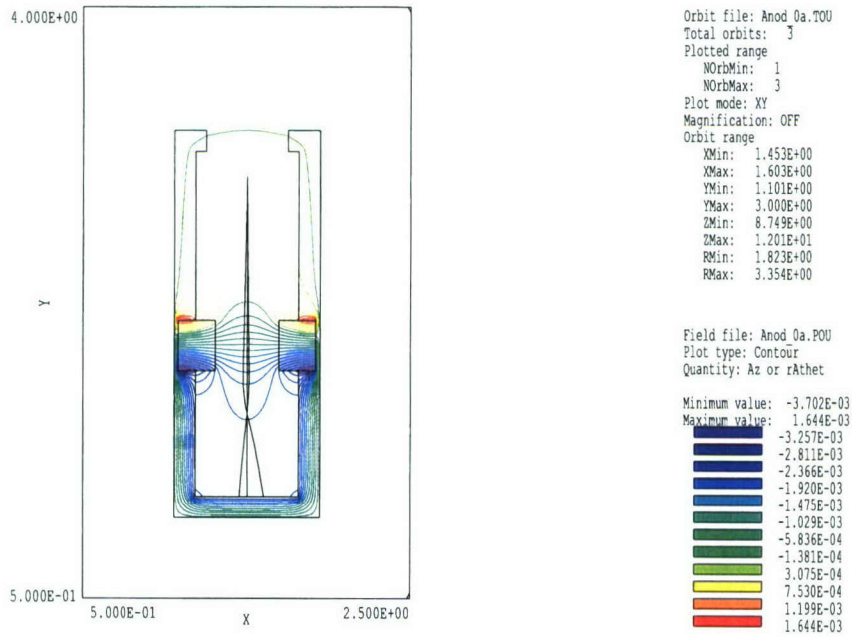 4.000E+00
Y
5.000E-01
5.000E-01
X
2.500E+00
Orbit file: Anod_0a.TOU
Total orbits: 3
Plotted range
NOrbMin: 1
NOrbMax: 3
Plot mode: XY
Magnification: OFF
Orbit range
XMin: 1.453E+00
XMax: 1.603E+00
YMin: 1.101E+00
YMax: 3.000E+00
ZMin: 8.749E+00
ZMax: 1.201E+01
RMin: 1.823E+00
RMax: 3.354E+00
Field file: Anod_0a.POU
Plot type: Contour
Quantity: Az or rAthet
Minimum value: -3.702E-03
Maximum value: 1.644E-03
-3.257E-03
-2.811E-03
-2.366E-03
-1.920E-03
-1.475E-03
-1.029E-03
-5.836E-04
-1.381E-04
3.075E-04
7.530E-04
1.199E-03
1.644E-03